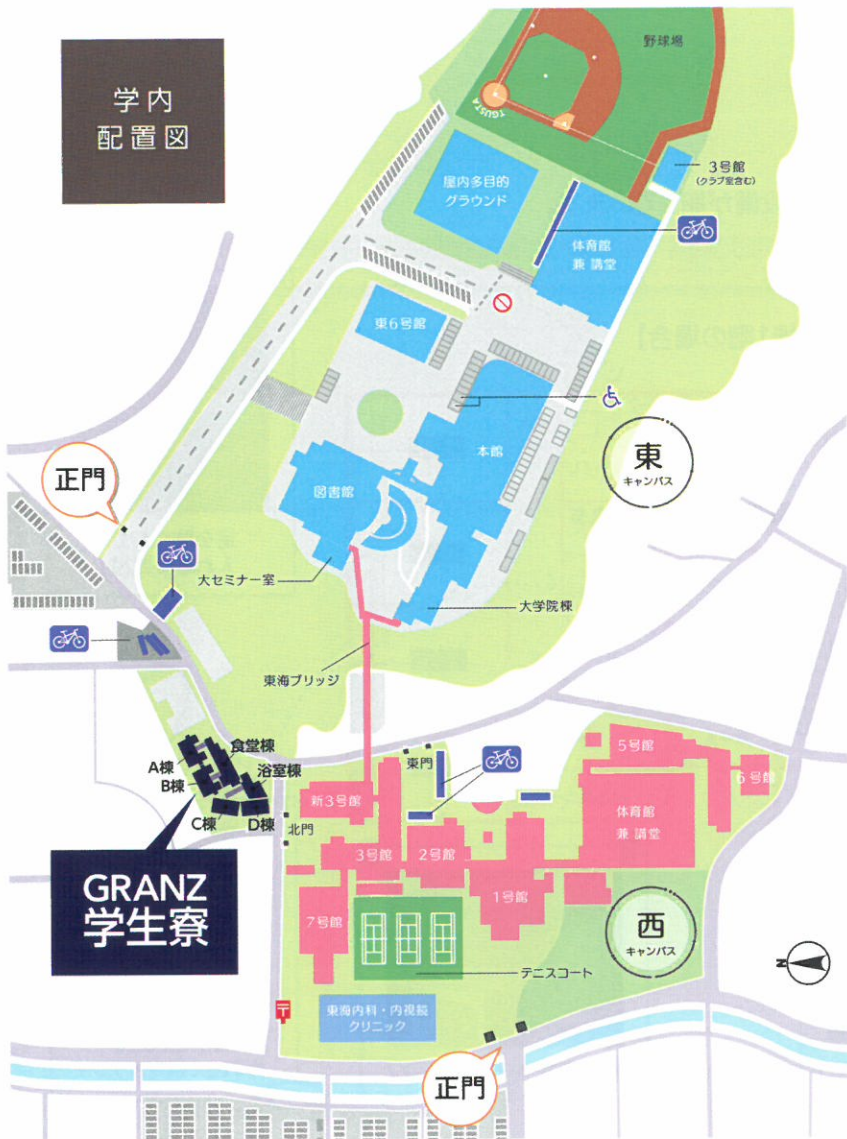 学内
配置図
野球場
TGUSTA
3号館
(クラブ室含む)
屋内多目的
グラウンド
体育館
兼 講堂
東6号館
本館
東
キャンパス
正門
図書館
大セミナー室
大学院棟
東海ブリッジ
食堂棟
A棟
B棟
浴室棟
C棟
D棟
東門
5号館
6号館
新3号館
体育館
兼 講堂
北門
3号館
2号館
1号館
GRANZ
学生寮
7号館
西
キャンパス
テニスコート
N
〒
東海内科・内視鏡
クリニック
正門